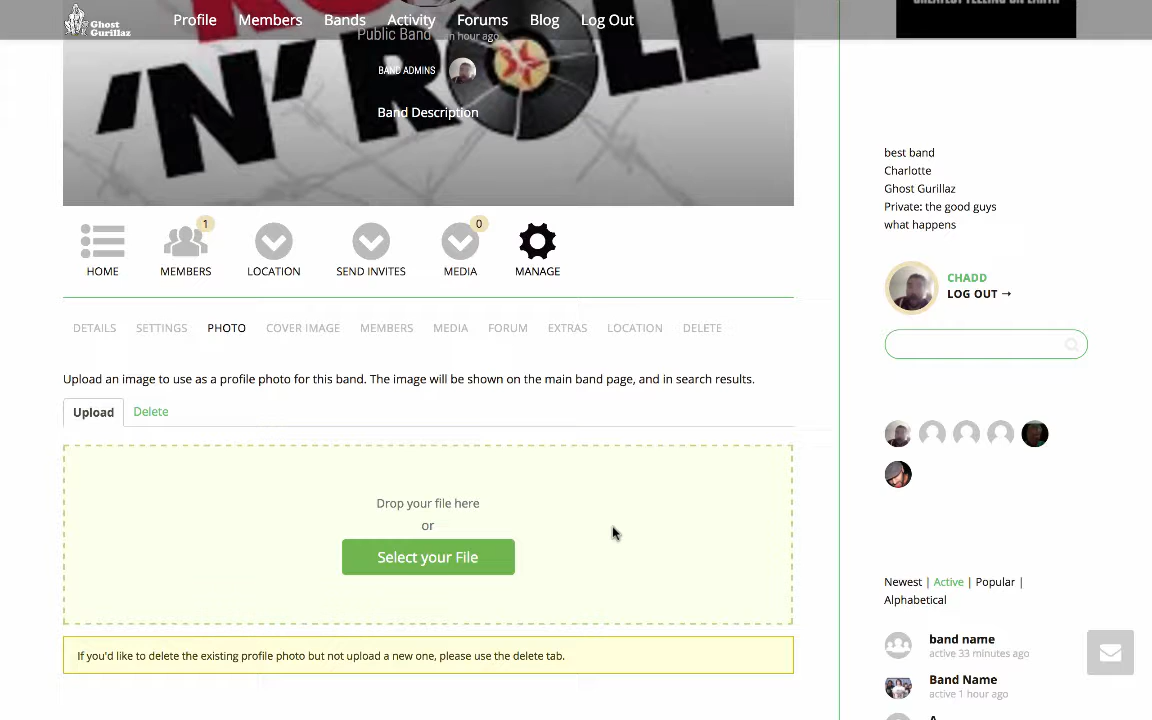 Ghost
Gurillaz
Profile
Members
Bands
Activity
Forums
Blog
Log Out
'N' ROLL
Public Band
an hour ago
BAND ADMINS
Band Description
1
0
HOME
MEMBERS
LOCATION
SEND INVITES
MEDIA
MANAGE
DETAILS
SETTINGS
PHOTO
COVER IMAGE
MEMBERS
MEDIA
FORUM
EXTRAS
LOCATION
DELETE
Upload an image to use as a profile photo for this band. The image will be shown on the main band page, and in search results.
Upload
Delete
Drop your file here
or
Select your File
If you'd like to delete the existing profile photo but not upload a new one, please use the delete tab.
best band
Charlotte
Ghost Gurillaz
Private: the good guys
what happens
CHADD
LOG OUT →
Newest | Active | Popular |
Alphabetical
band name
active 33 minutes ago
Band Name
active 1 hour ago